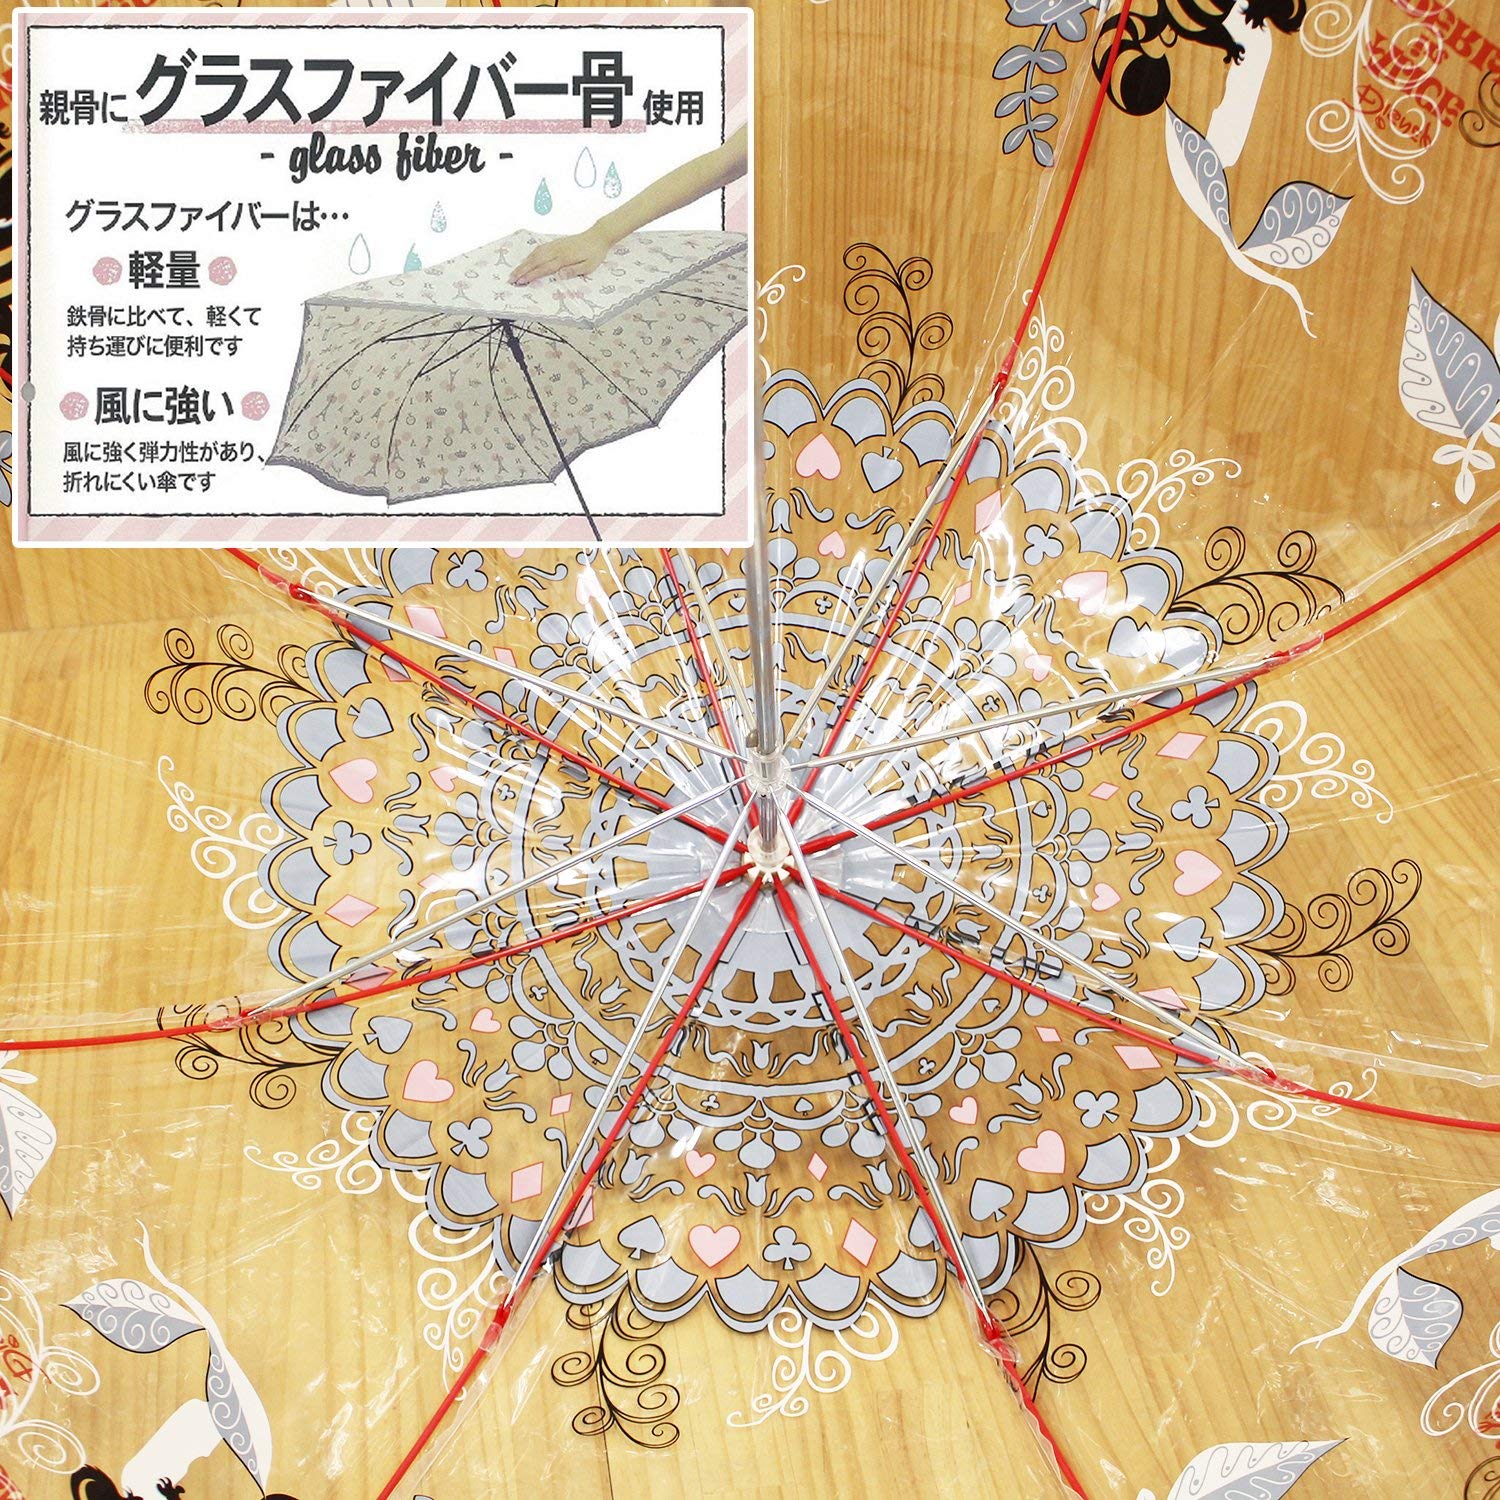 親骨にグラスファイバー骨使用
- glass fiber -
グラスファイバーは…
軽量
鉄骨に比べて、軽くて
持ち運びに便利です
風に強い
風に強く弾力性があり、
折れにくい傘です
Disney